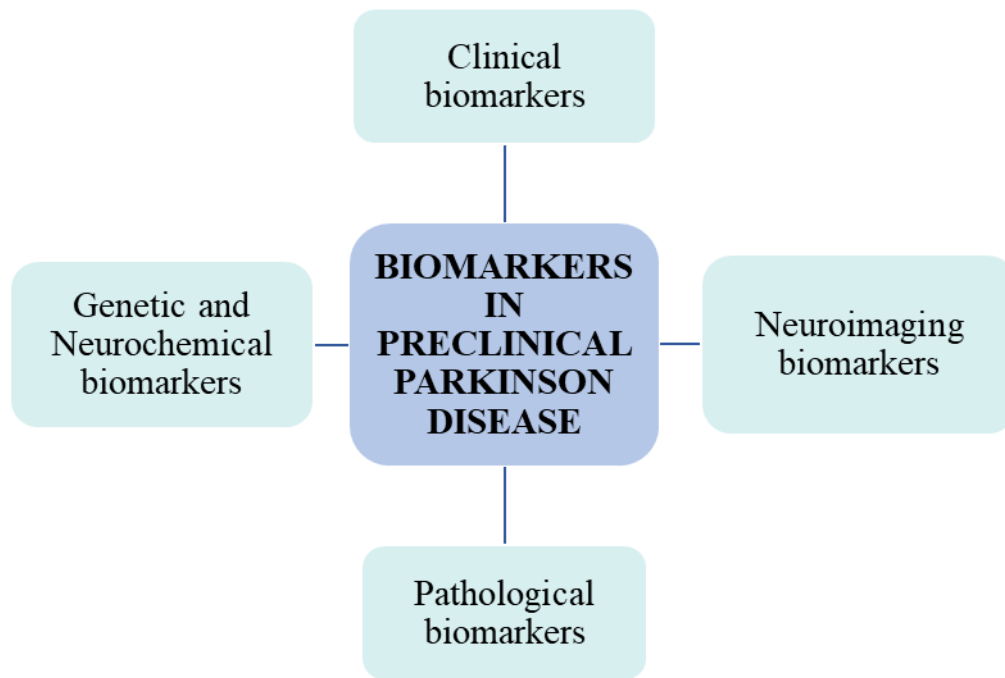 Clinical
biomarkers
Genetic and
Neurochemical
biomarkers
BIOMARKERS
IN
PRECLINICAL
PARKINSON
DISEASE
Neuroimaging
biomarkers
Pathological
biomarkers